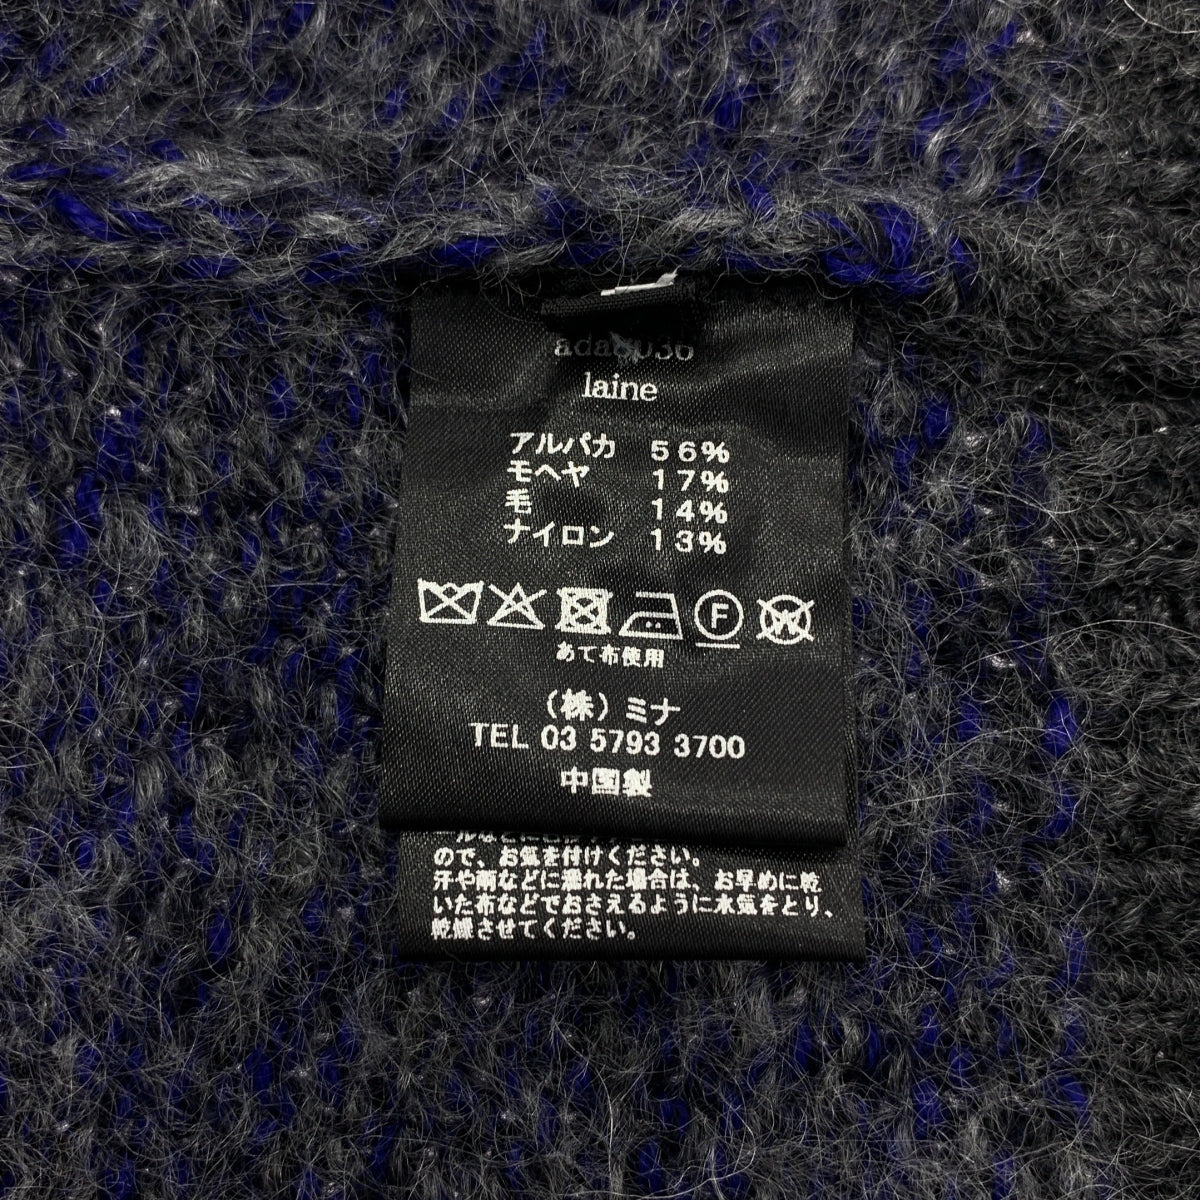 laine
アルパカ 56%
モヘヤ 17%
毛 14%
ナイロン 13%
F
W
あて布使用
(株)ミナ
TEL 03 5793 3700
中国製
ので、お気を付けください。
汗や雨などに濡れた場合は、お早めに乾
いた布などでおさえるように水気をとり、
乾燥させてください。